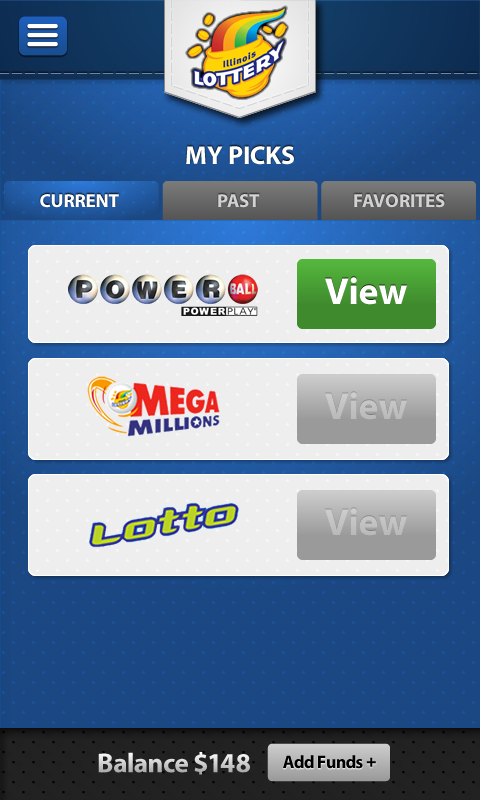 Illinois
LOTTERY
MY PICKS
CURRENT
PAST
FAVORITES
POWERBALL
POWERPLAY
View
MEGA
MILLIONS
View
Lotto
View
Balance $148
Add Funds +